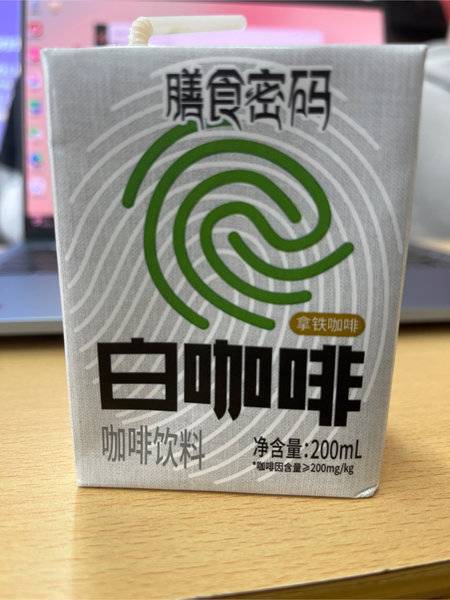 膳食密码
拿铁咖啡
白咖啡
咖啡饮料
净含量:200mL
*咖啡因含量≥200mg/kg